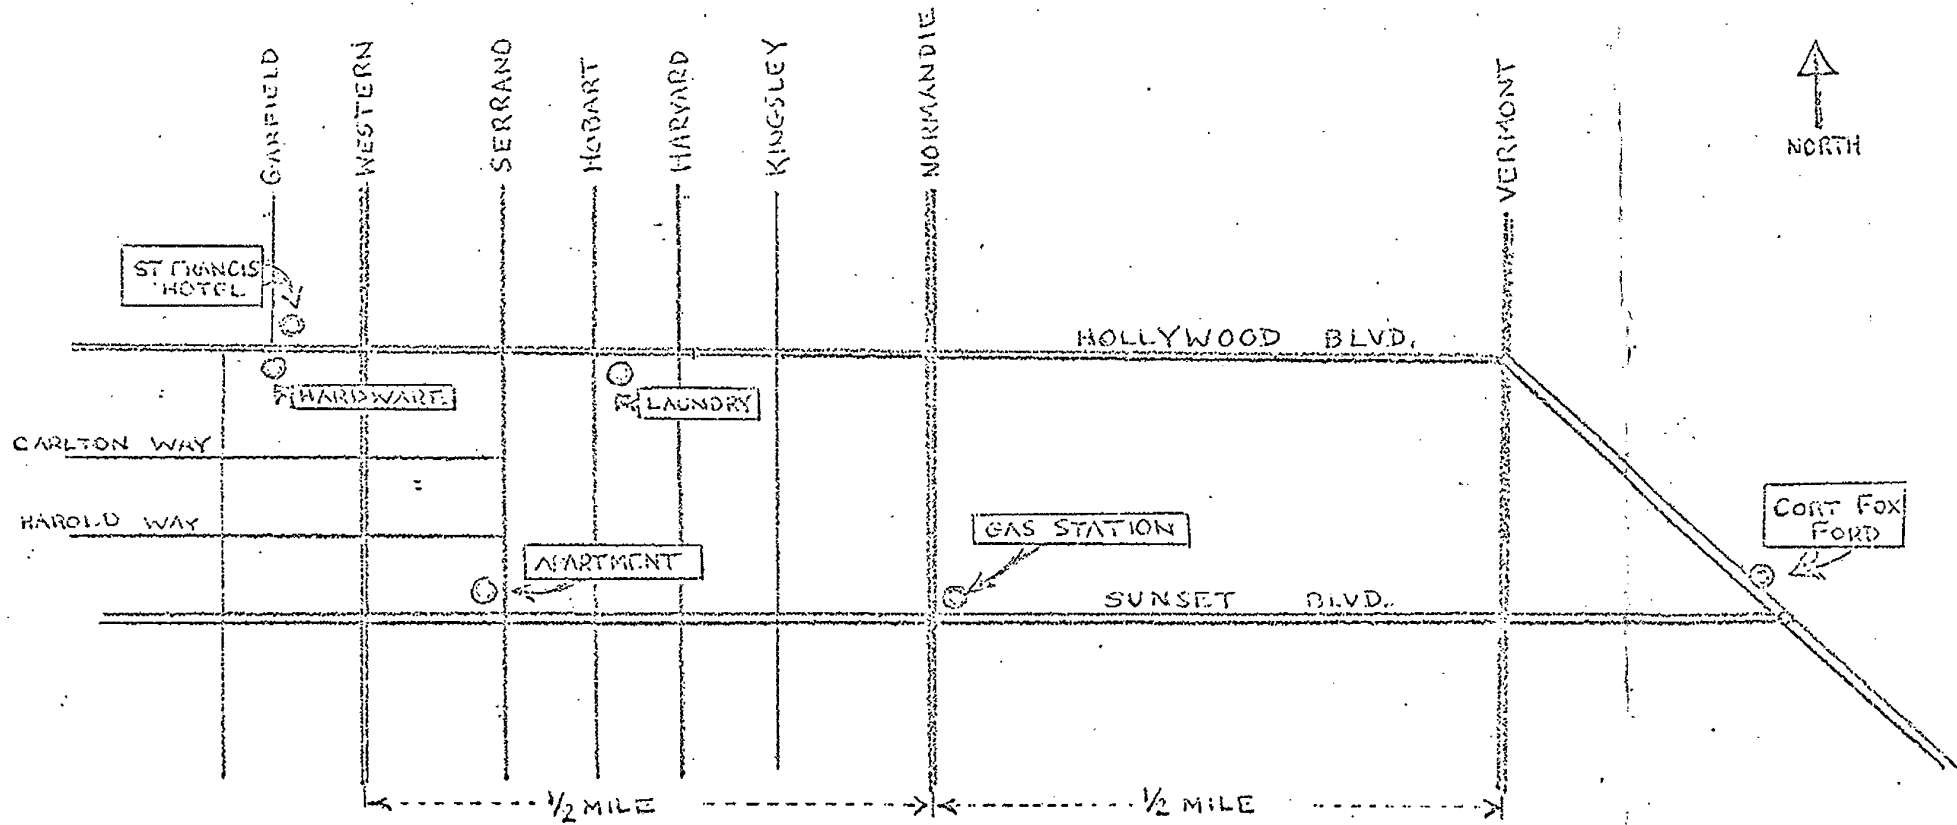 GARFIELD
WESTERN
SERRANO
HOBART
HARVARD
KINGSLEY
NORMANDIE
VERMONT
NORTH
ST FRANCIS
HOTEL
HOLLYWOOD BLVD.
HARDWARE
LAUNDRY
CARLTON WAY
HAROLD WAY
APARTMENT
GAS STATION
CORT FOX
FORD
SUNSET BLVD.
1/2 MILE
1/2 MILE